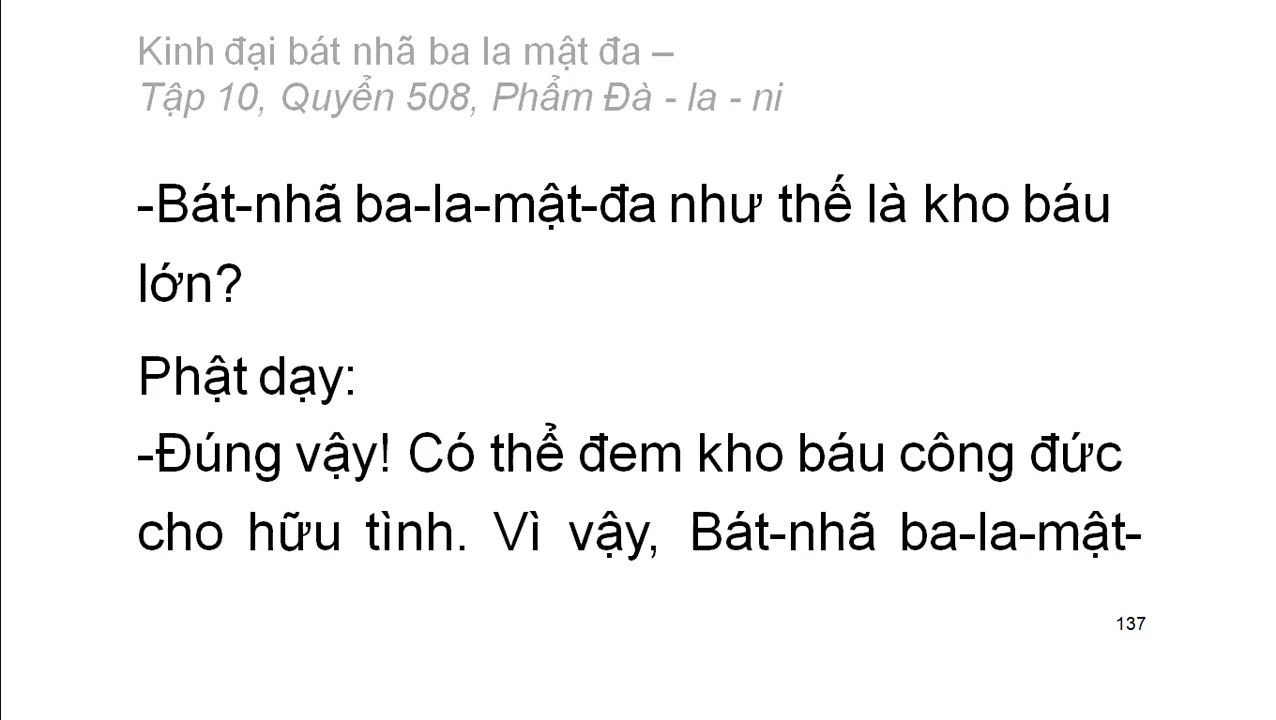 Kinh đại bát nhã ba la mật đa –
Tập 10, Quyển 508, Phẩm Đà - la - ni
-Bát-nhã ba-la-mật-đa như thế là kho báu
lớn?
Phật dạy:
-Đúng vậy! Có thể đem kho báu công đức
cho hữu tình. Vì vậy, Bát-nhã ba-la-mật-
137